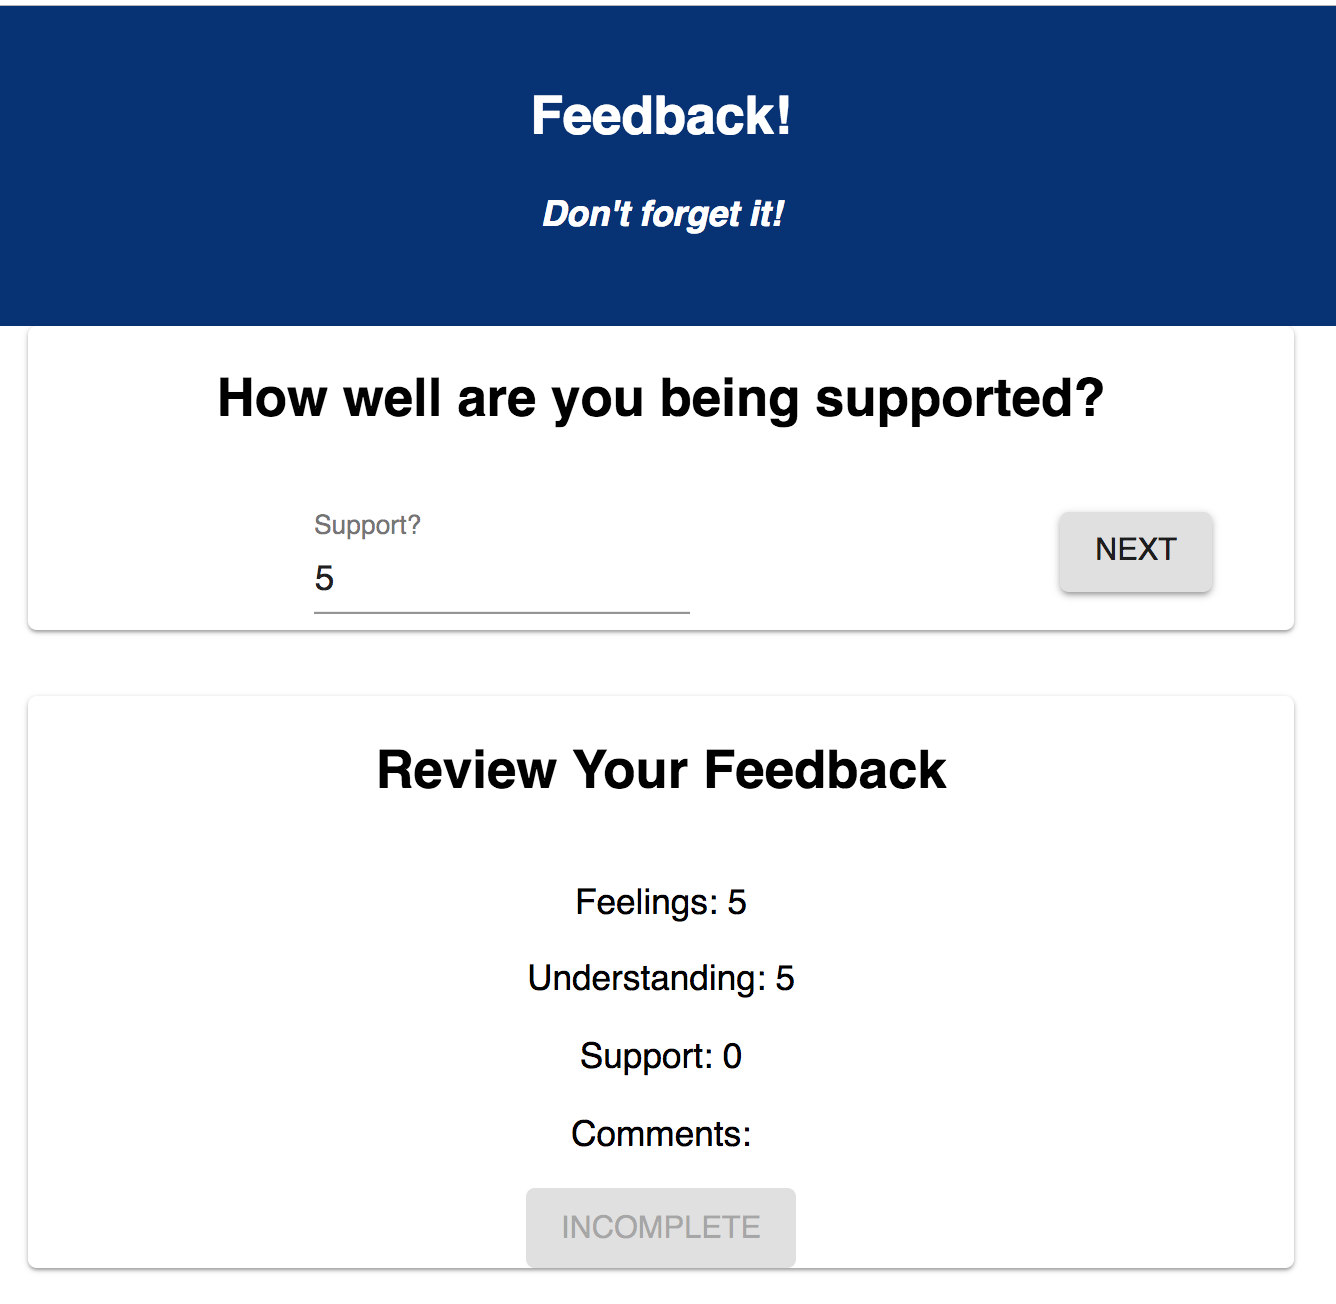 Feedback!
Don't forget it!
How well are you being supported?
Support?
5
NEXT
Review Your Feedback
Feelings: 5
Understanding: 5
Support: 0
Comments:
INCOMPLETE